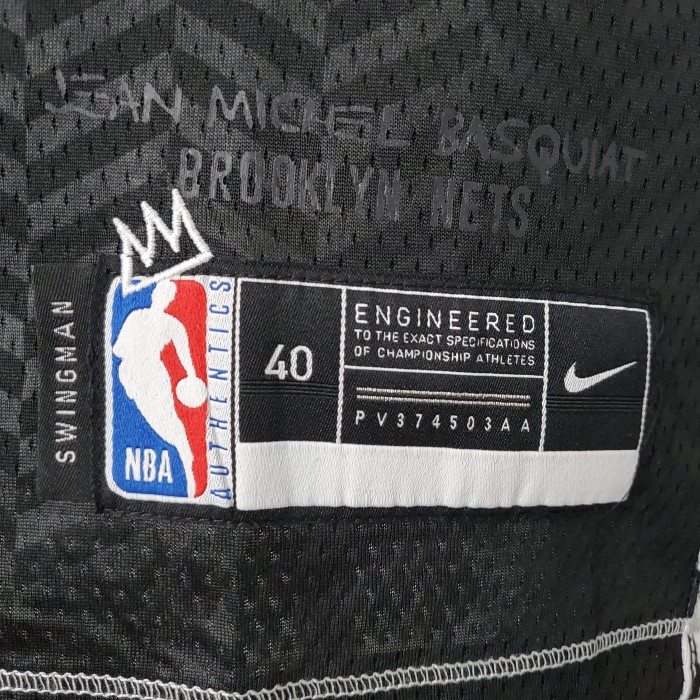 JEAN MICHEL BASQUIAT
BROOKLYN NETS
SWINGMAN
NBA
AUTHENTICS
40
ENGINEERED
TO THE EXACT SPECIFICATIONS
OF CHAMPIONSHIP ATHLETES
PV374503AA